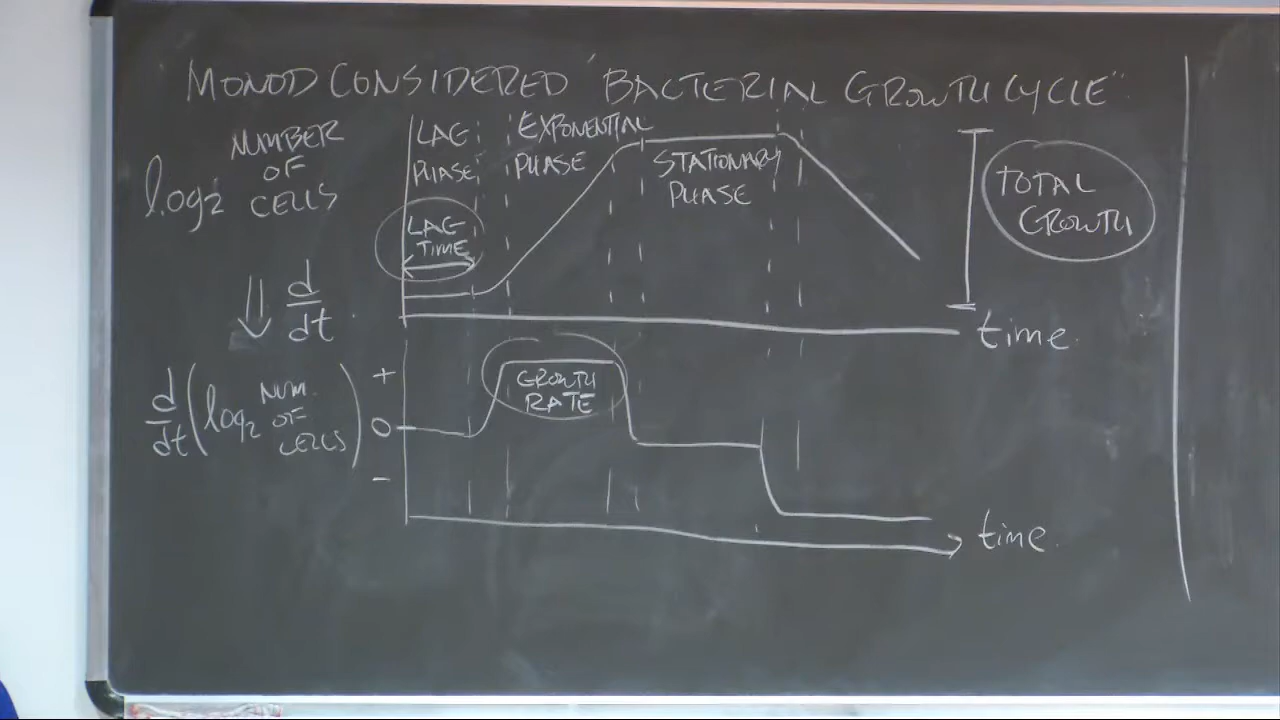 MONOD CONSIDERED "BACTERIAL GROWTH CYCLE"
NUMBER
OF
log₂ CELLS
LAG
PHASE
EXPONENTIAL
PHASE
STATIONARY
PHASE
TOTAL
GROWTH
LAG
TIME
⇓ d/dt
time
d/dt (log₂ NUM. OF CELLS)
+
0
-
GROWTH
RATE
time